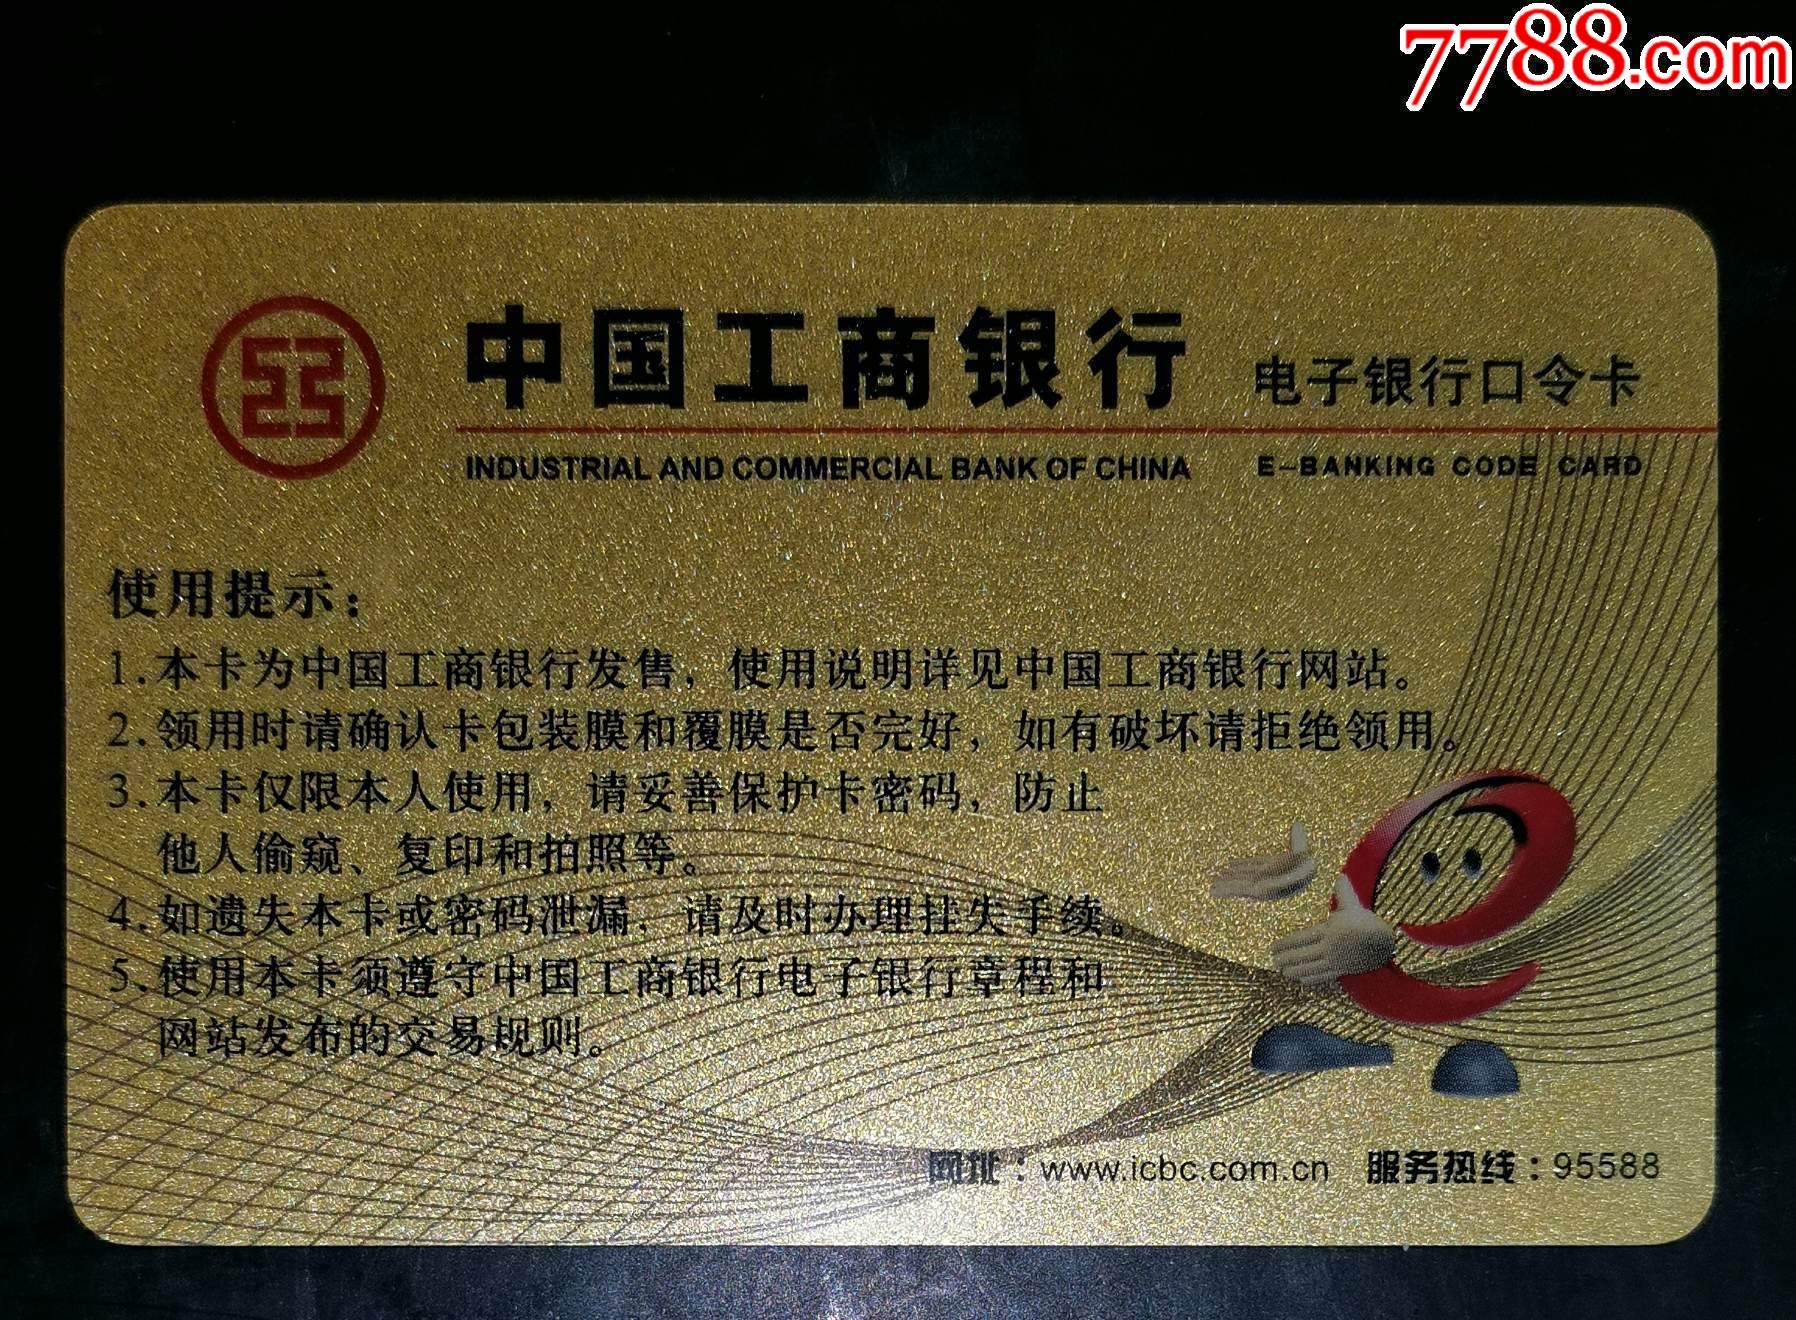 7788.com
中国工商银行 电子银行口令卡
INDUSTRIAL AND COMMERCIAL BANK OF CHINA E-BANKING CODE CARD
使用提示：
1.本卡为中国工商银行发售，使用说明详见中国工商银行网站。
2.领用时请确认卡包装膜和覆膜是否完好，如有破坏请拒绝领用。
3.本卡仅限本人使用，请妥善保护卡密码，防止
他人偷窥、复印和拍照等。
4.如遗失本卡或密码泄漏，请及时办理挂失手续。
5.使用本卡须遵守中国工商银行电子银行章程和
网站发布的交易规则。
网址：www.icbc.com.cn 服务热线：95588